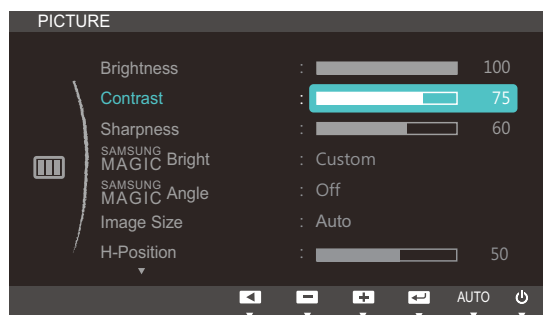 PICTURE
Brightness : 100
Contrast : 75
Sharpness : 60
SAMSUNG MAGIC Bright : Custom
SAMSUNG MAGIC Angle : Off
Image Size : Auto
H-Position : 50
AUTO